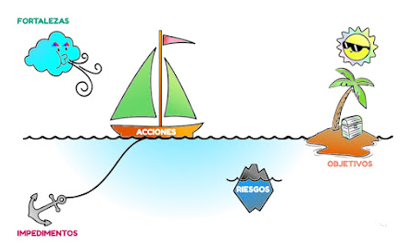 FORTALEZAS
ACCIONES
OBJETIVOS
RIESGOS
IMPEDIMENTOS